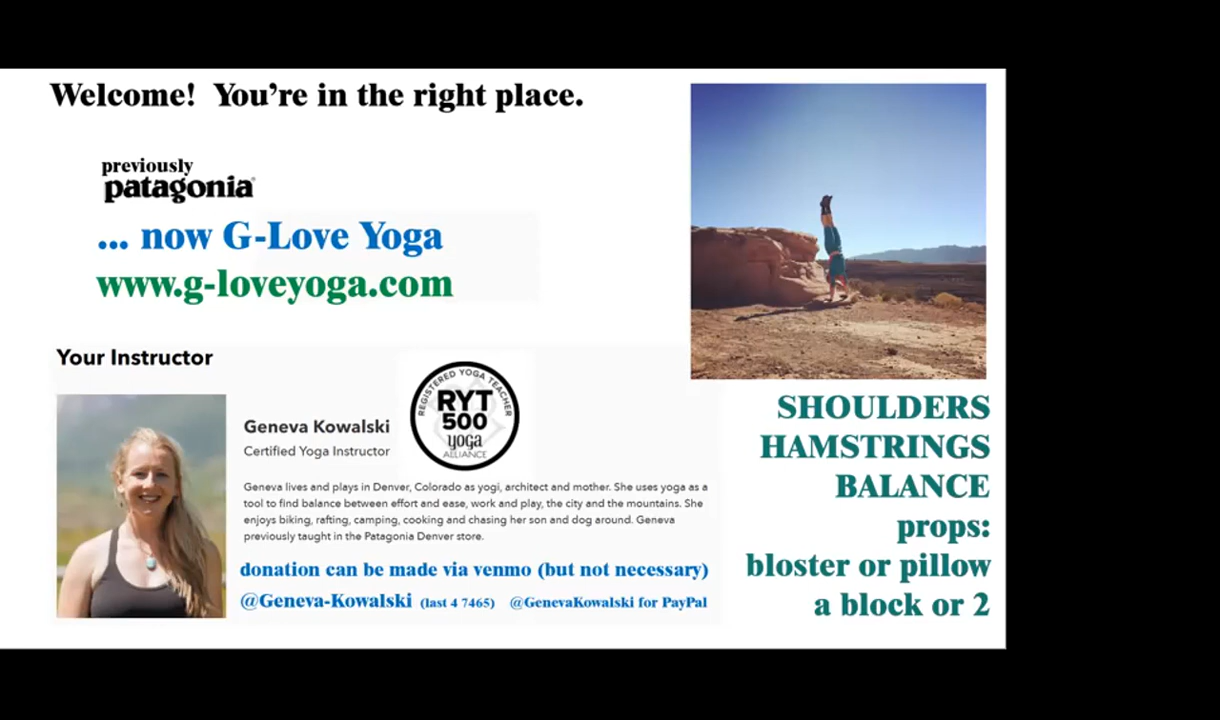 Welcome! You're in the right place.
previously
patagonia®
... now G-Love Yoga
www.g-loveyoga.com
Your Instructor
Geneva Kowalski
Certified Yoga Instructor
REGISTERED YOGA TEACHER
RYT
500
yoga
ALLIANCE
Geneva lives and plays in Denver, Colorado as yogi, architect and mother. She uses yoga as a
tool to find balance between effort and ease, work and play, the city and the mountains. She
enjoys biking, rafting, camping, cooking and chasing her son and dog around. Geneva
previously taught in the Patagonia Denver store.
donation can be made via venmo (but not necessary)
@Geneva-Kowalski (last 4 7465) @GenevaKowalski for PayPal
SHOULDERS
HAMSTRINGS
BALANCE
props:
bloster or pillow
a block or 2